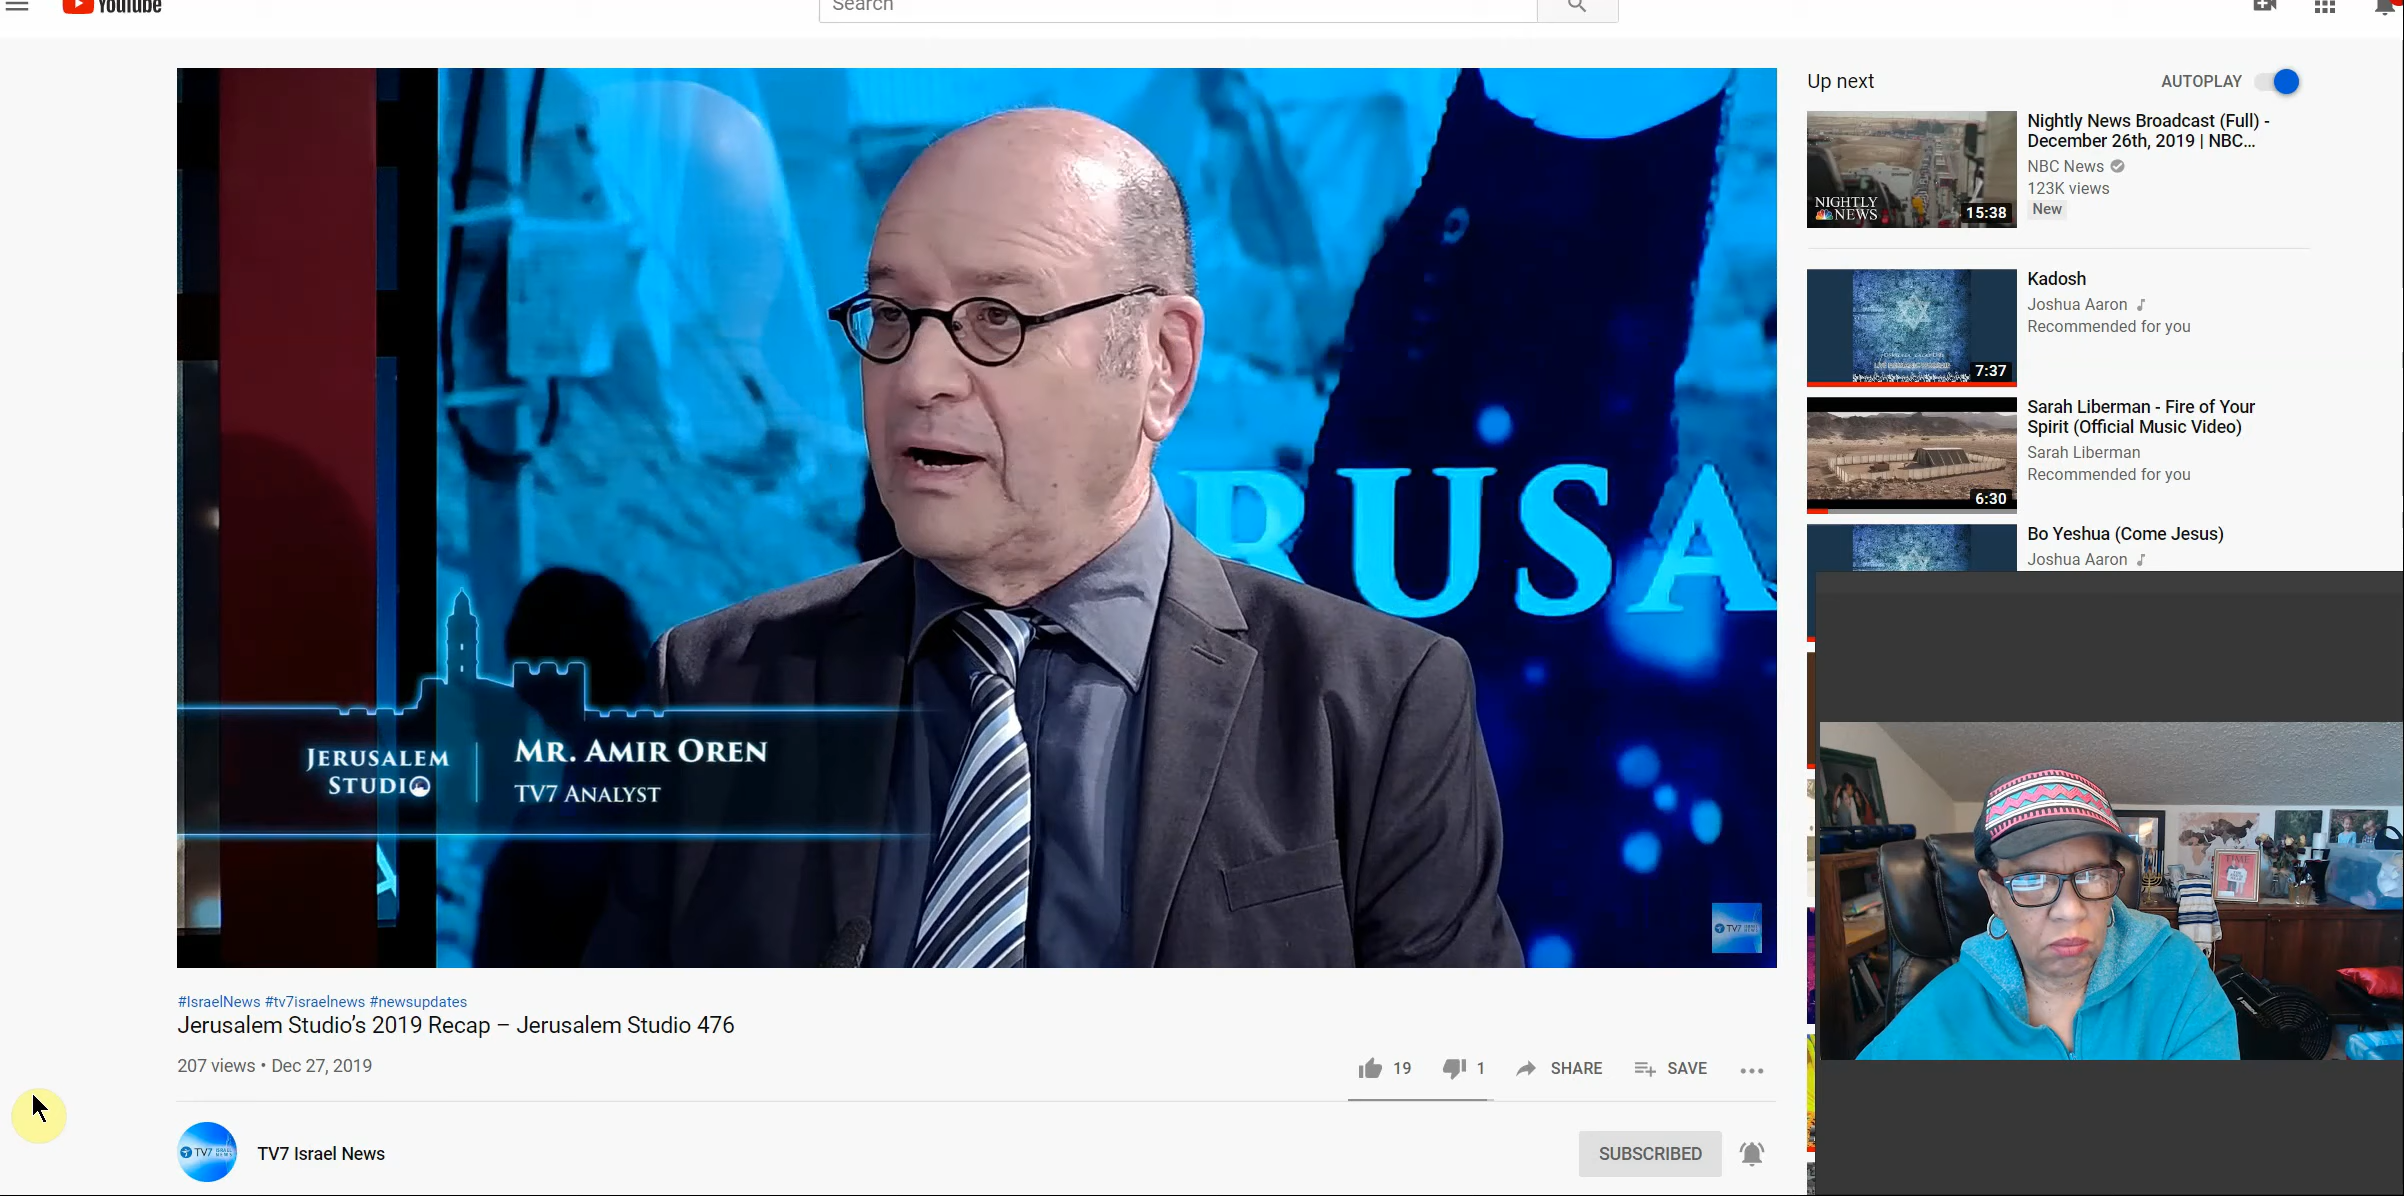 YouTube
Search
RUSA
JERUSALEM
STUDIO
MR. AMIR OREN
TV7 ANALYST
TV7
#IsraelNews #tv7israelnews #newsupdates
Jerusalem Studio's 2019 Recap – Jerusalem Studio 476
207 views • Dec 27, 2019
19
1
SHARE
SAVE
TV7
TV7 Israel News
SUBSCRIBED
Up next
AUTOPLAY
NIGHTLY
NEWS
15:38
Nightly News Broadcast (Full) -
December 26th, 2019 | NBC...
NBC News
123K views
New
7:37
Kadosh
Joshua Aaron
Recommended for you
6:30
Sarah Liberman - Fire of Your
Spirit (Official Music Video)
Sarah Liberman
Recommended for you
Bo Yeshua (Come Jesus)
Joshua Aaron
TIME